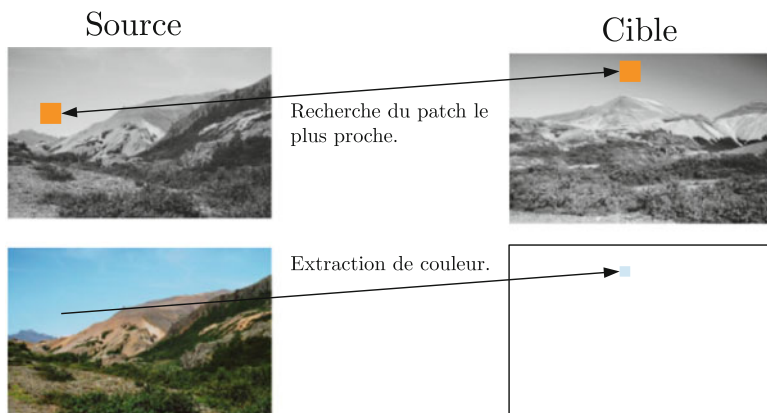 Source
Cible
Recherche du patch le
plus proche.
Extraction de couleur.